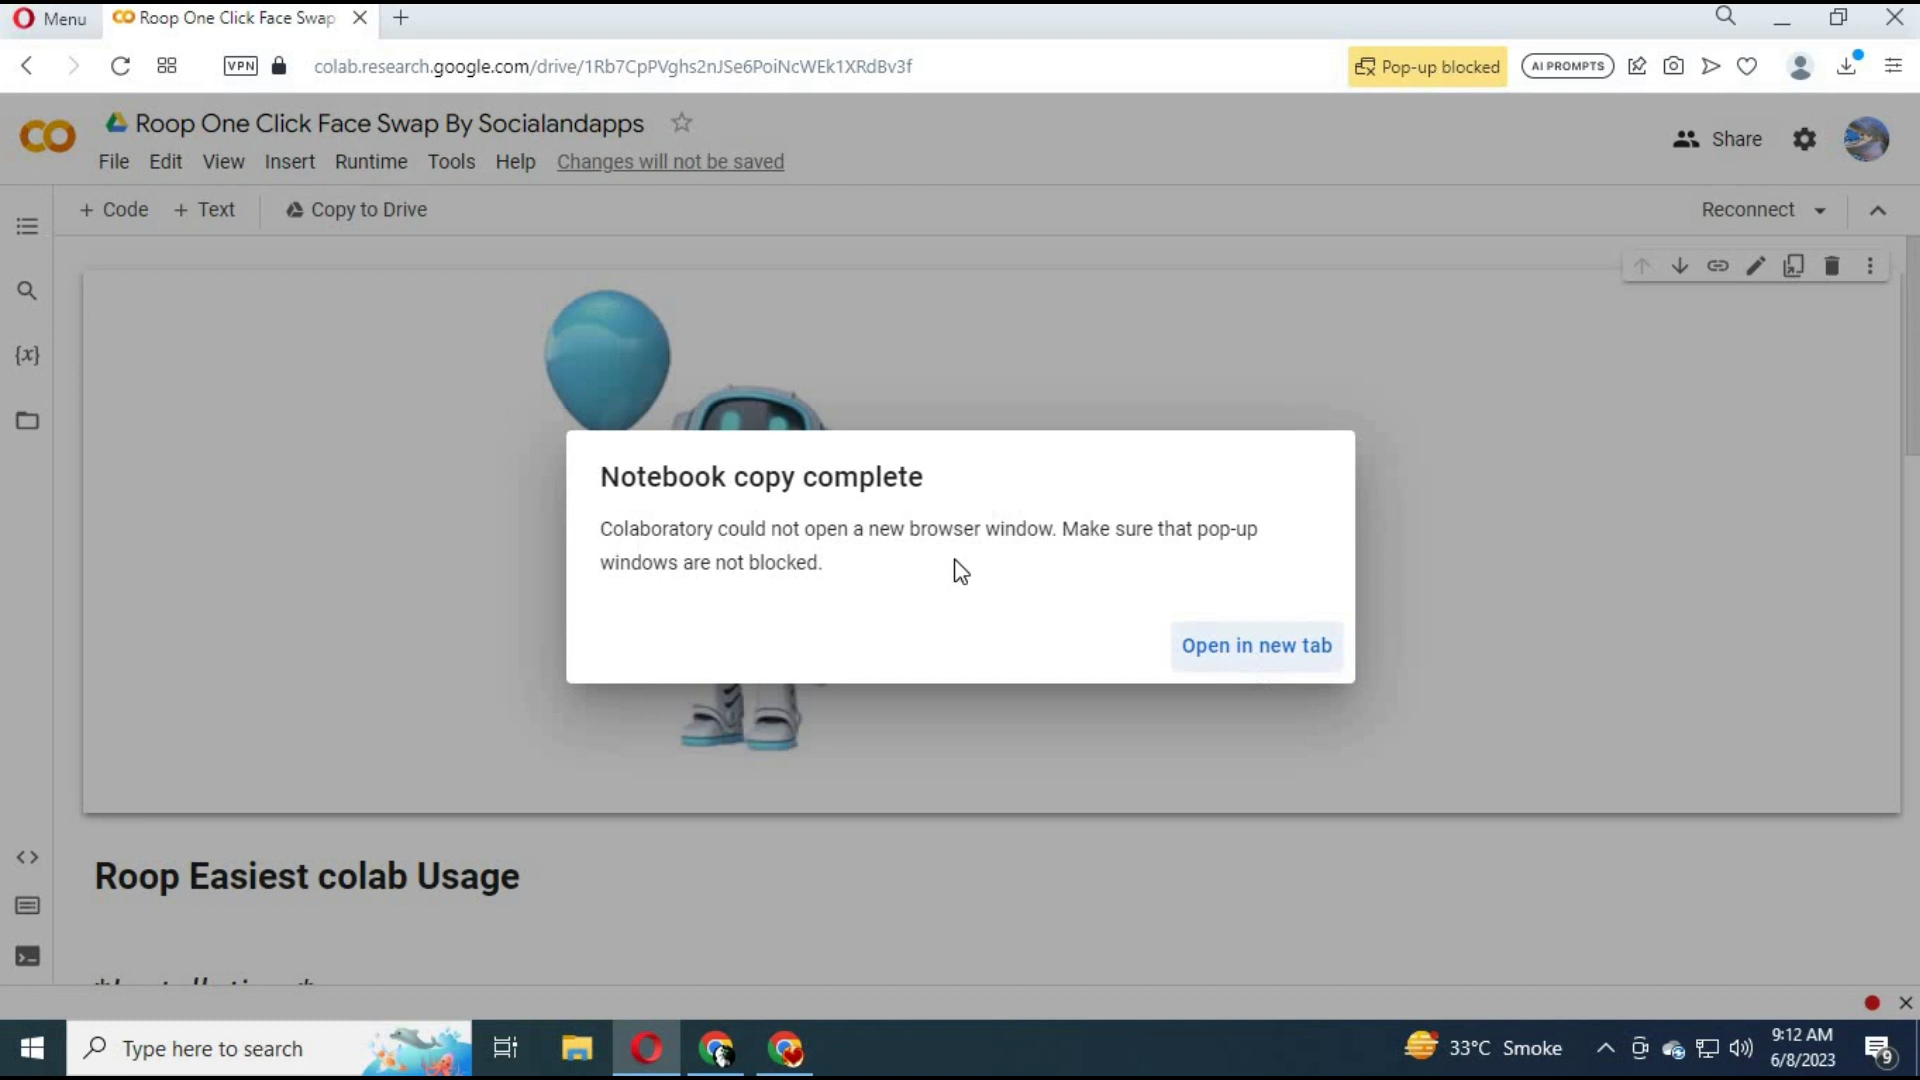 Menu
Roop One Click Face Swap
VPN
colab.research.google.com/drive/1Rb7CpPVghs2nJSe6PoiNcWEk1XRdBv3f
Pop-up blocked
AI PROMPTS
Roop One Click Face Swap By Socialandapps
File Edit View Insert Runtime Tools Help Changes will not be saved
Share
+ Code + Text Copy to Drive
Reconnect
{x}
Notebook copy complete
Colaboratory could not open a new browser window. Make sure that pop-up
windows are not blocked.
Open in new tab
Roop Easiest colab Usage
Type here to search
33°C Smoke
9:12 AM
6/8/2023
9